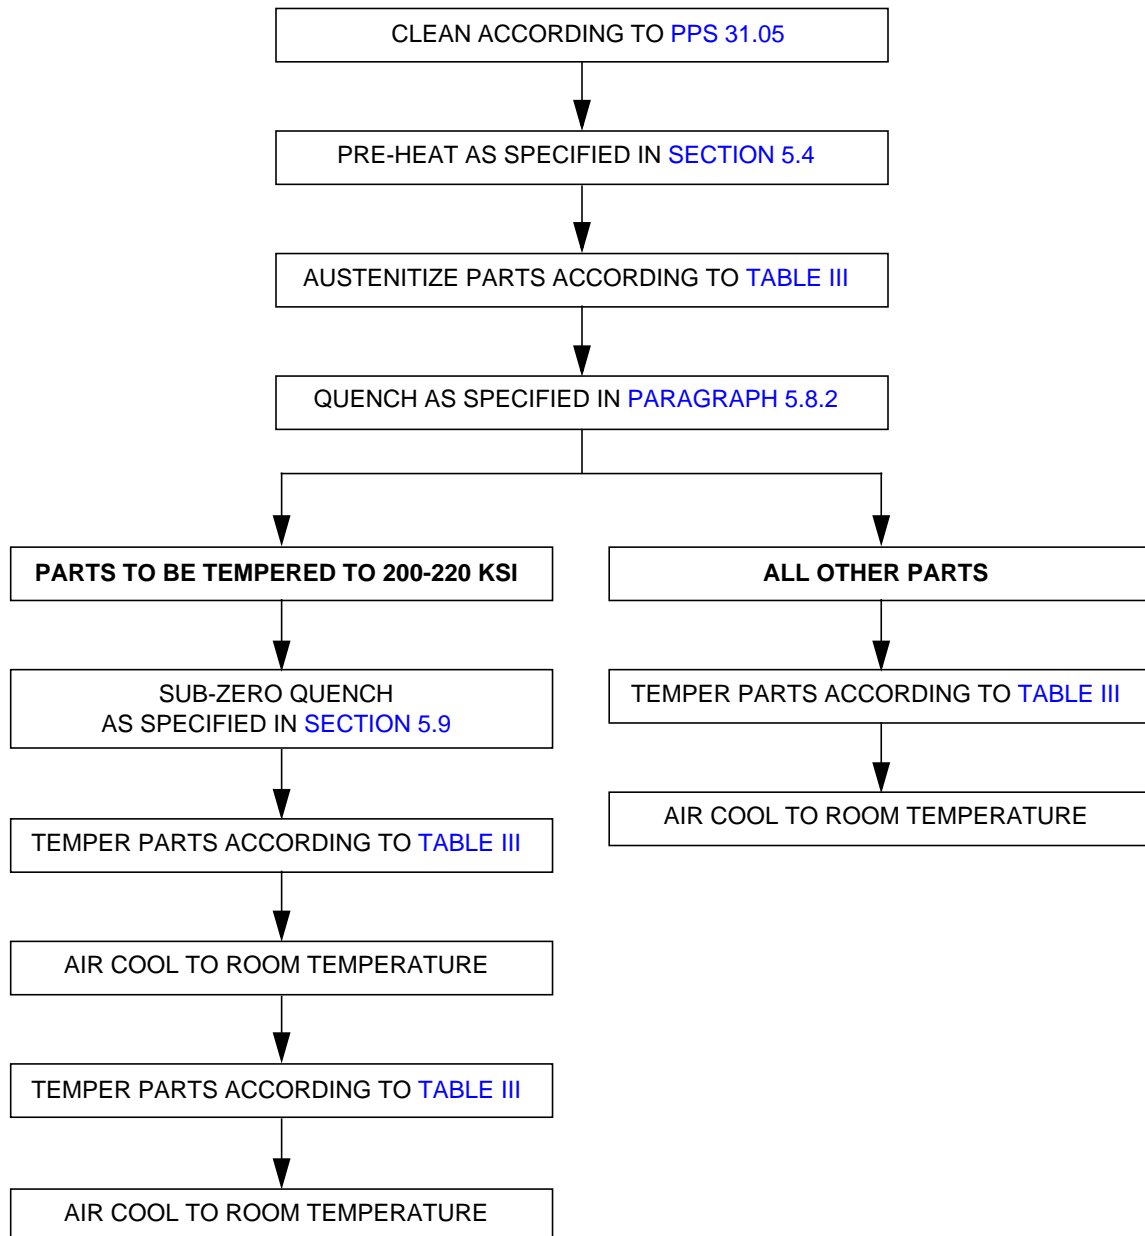 CLEAN ACCORDING TO PPS 31.05
PRE-HEAT AS SPECIFIED IN SECTION 5.4
AUSTENITIZE PARTS ACCORDING TO TABLE III
QUENCH AS SPECIFIED IN PARAGRAPH 5.8.2
PARTS TO BE TEMPERED TO 200-220 KSI
SUB-ZERO QUENCH
AS SPECIFIED IN SECTION 5.9
TEMPER PARTS ACCORDING TO TABLE III
AIR COOL TO ROOM TEMPERATURE
TEMPER PARTS ACCORDING TO TABLE III
AIR COOL TO ROOM TEMPERATURE
ALL OTHER PARTS
TEMPER PARTS ACCORDING TO TABLE III
AIR COOL TO ROOM TEMPERATURE